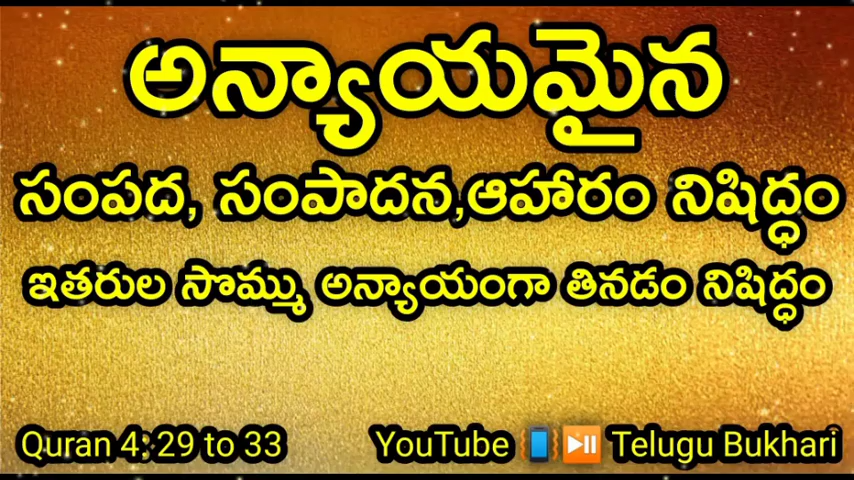 అన్యాయమైన
సంపద, సంపాదన,ఆహారం నిషిద్ధం
ఇతరుల సొమ్ము అన్యాయంగా తినడం నిషిద్ధం
Quran 4:29 to 33 YouTube 📱⏯ Telugu Bukhari